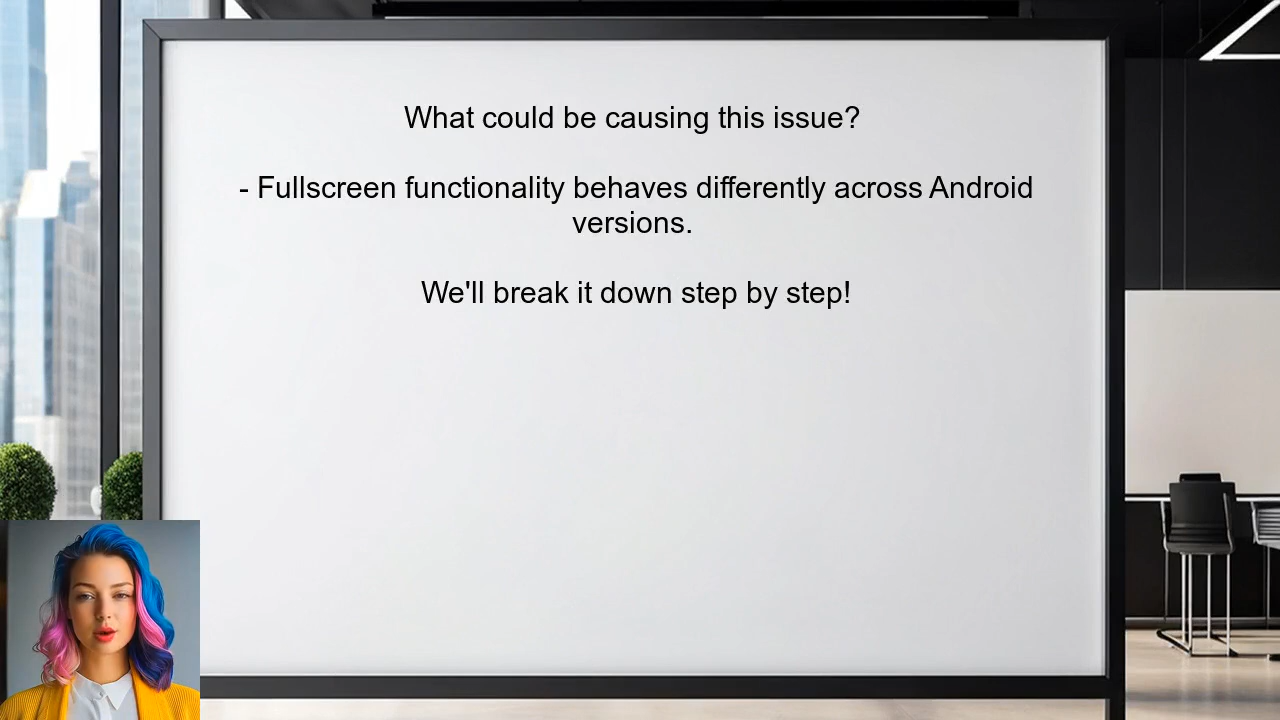 What could be causing this issue?
- Fullscreen functionality behaves differently across Android
versions.
We'll break it down step by step!